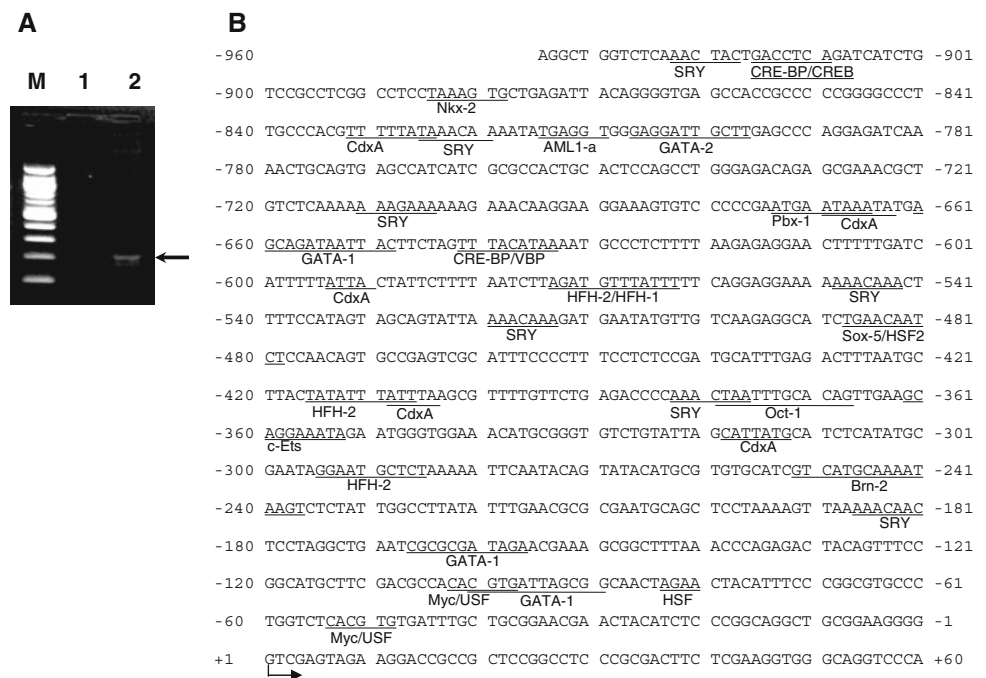 A
M 1 2
B
-960 AGGCT GGTCTCAAAC TACTGACCTC AGATCATCTG -901
SRY CRE-BP/CREB
-900 TCCGCCTCGG CCTCCTAAAG TGCTGAGATT ACAGGGGTGA GCCACCGCCC CCGGGGCCCT -841
Nkx-2
-840 TGCCCACGTT TTTTATAAACA AAATATGAGG TGGGAGGATT GCTTGAGCCC AGGAGATCAA -781
CdxA SRY AML1-a GATA-2
-780 AACTGCAGTG AGCCATCATC GCGCCACTGC ACTCCAGCCT GGGAGACAGA GCGAAACGCT -721
-720 GTCTCAAAAA AAGAAAAAAG AAACAAGGAA GGAAAGTGTC CCCCGAATGA ATAAATATGA -661
SRY Pbx-1 CdxA
-660 GCAGATAATT ACTTCTAGTT TACATAAAAT GCCCTCTTTT AAGAGAGGAA CTTTTTGATC -601
GATA-1 CRE-BP/VBP
-600 ATTTTTATTA CTATTCTTTT AATCTTAGAT GTTTATTTTT CAGGAGGAAA AAAACAAACT -541
CdxA HFH-2/HFH-1 SRY
-540 TTTCCATAGT AGCAGTATTA AAACAAAGAT GAATATGTTG TCAAGAGGCA TCTGAACAAT -481
SRY Sox-5/HSF2
-480 CTCCAACAGT GCCGAGTCGC ATTTCCCCTT TCCTCTCCGA TGCATTTGAG ACTTTAATGC -421
-420 TTACTATATT TATTTAAGCG TTTTGTTCTG AGACCCCAAA CTAATTTGCA CAGTTGAAGC -361
HFH-2 CdxA SRY Oct-1
-360 AGGAAATAGA ATGGGTGGAA ACATGCGGGT GTCTGTATTA GCATTATGCA TCTCATATGC -301
c-Ets CdxA
-300 GAATAGGAAT GCTCTAAAAA TTCAATACAG TATACATGCG TGTGCATCGT CATGCAAAAT -241
HFH-2 Brn-2
-240 AAGTCTCTAT TGGCCTTATA TTTGAACGCG CGAATGCAGC TCCTAAAAGT TAAAACAAC -181
SRY
-180 TCCTAGGCTG AATCGCGCGA TAGAACGAAA GCGGCTTTAA ACCCAGAGAC TACAGTTTCC -121
GATA-1
-120 GGCATGCTTC GACGCCACAC GTGATTAGCG GCAACTAGAA CTACATTTCC CGGCGTGCCC -61
Myc/USF GATA-1 HSF
-60 TGGTCTCACG TGTGATTTGC TGCGGAACGA ACTACATCTC CCGGCAGGCT GCGGAAGGGG -1
Myc/USF
+1 GTCGAGTAGA AGGACCGCCG CTCCGGCCTC CCGCGACTTC TCGAAGGTGG GCAGGTCCCA +60